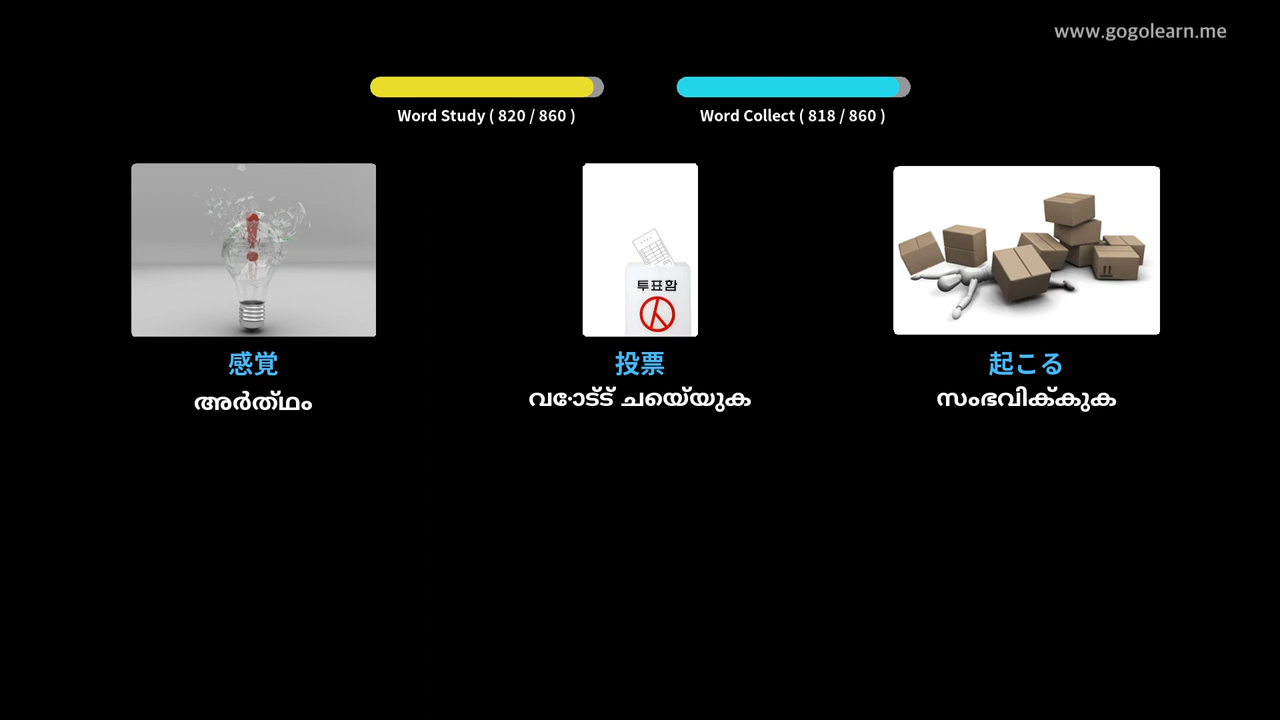 www.gogolearn.me
Word Study ( 820 / 860 )
Word Collect ( 818 / 860 )
투표함
感覚
投票
起こる
അർത്ഥം
വോട്ട് ചെയ്യുക
സംഭവിക്കുക